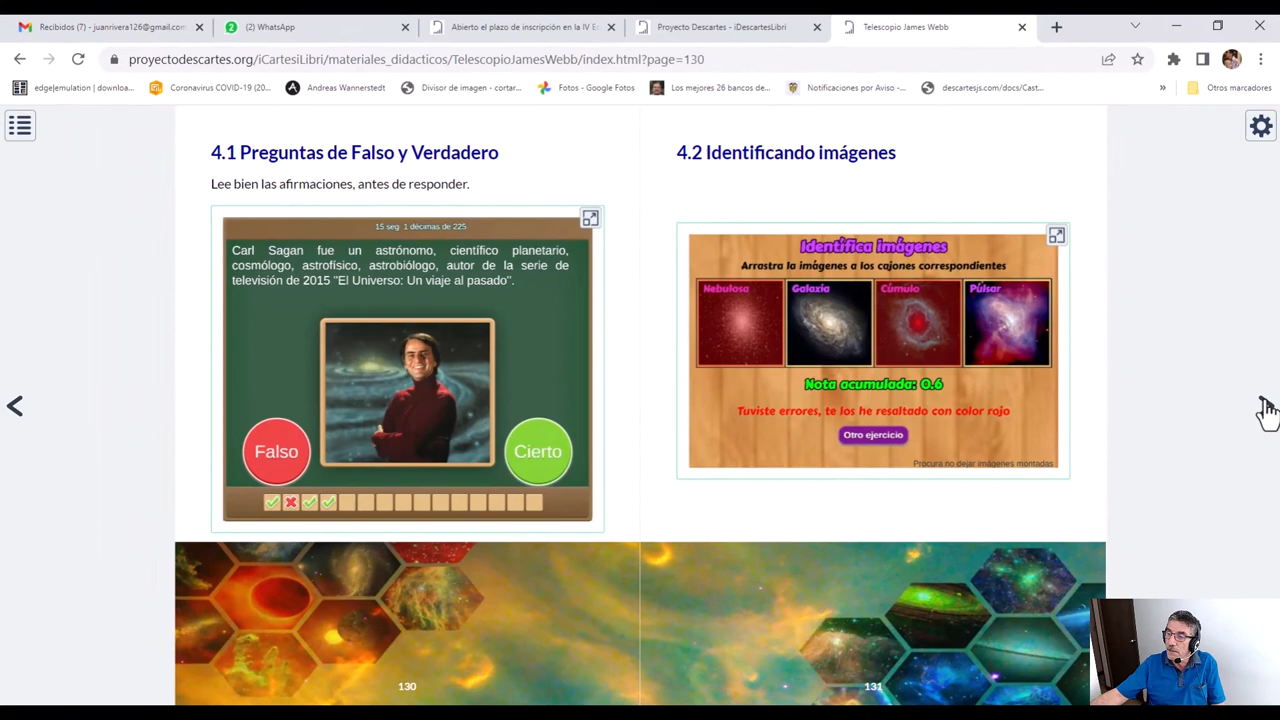 Recibidos (7) - juanrivera126@gmail.com
(2) WhatsApp
Abierto el plazo de inscripción en la IV E
Proyecto Descartes - iDescartesLibri
Telescopio James Webb
proyectodescartes.org/iCartesiLibri/materiales_didacticos/TelescopioJamesWebb/index.html?page=130
edge|emulation | downloa...
Coronavirus COVID-19 (20...
Andreas Wannerstedt
Divisor de imagen - cortar...
Fotos - Google Fotos
Los mejores 26 bancos de...
Notificaciones por Aviso -...
descartesjs.org/docs/Cast...
»
Otros marcadores
4.1 Preguntas de Falso y Verdadero
Lee bien las afirmaciones, antes de responder.
15 seg. 1 décimas de 225
Carl Sagan fue un astrónomo, científico planetario,
cosmólogo, astrofísico, astrobiólogo, autor de la serie de
televisión de 2015 "El Universo: Un viaje al pasado".
Falso
Cierto
130
4.2 Identificando imágenes
Identifica imágenes
Arrastra la imágenes a los cajones correspondientes
Nebulosa
Galaxia
Cúmulo
Púlsar
Nota acumulada: 0.6
Tuviste errores, te los he resaltado con color rojo
Otro ejercicio
Procura no dejar imágenes montadas
131